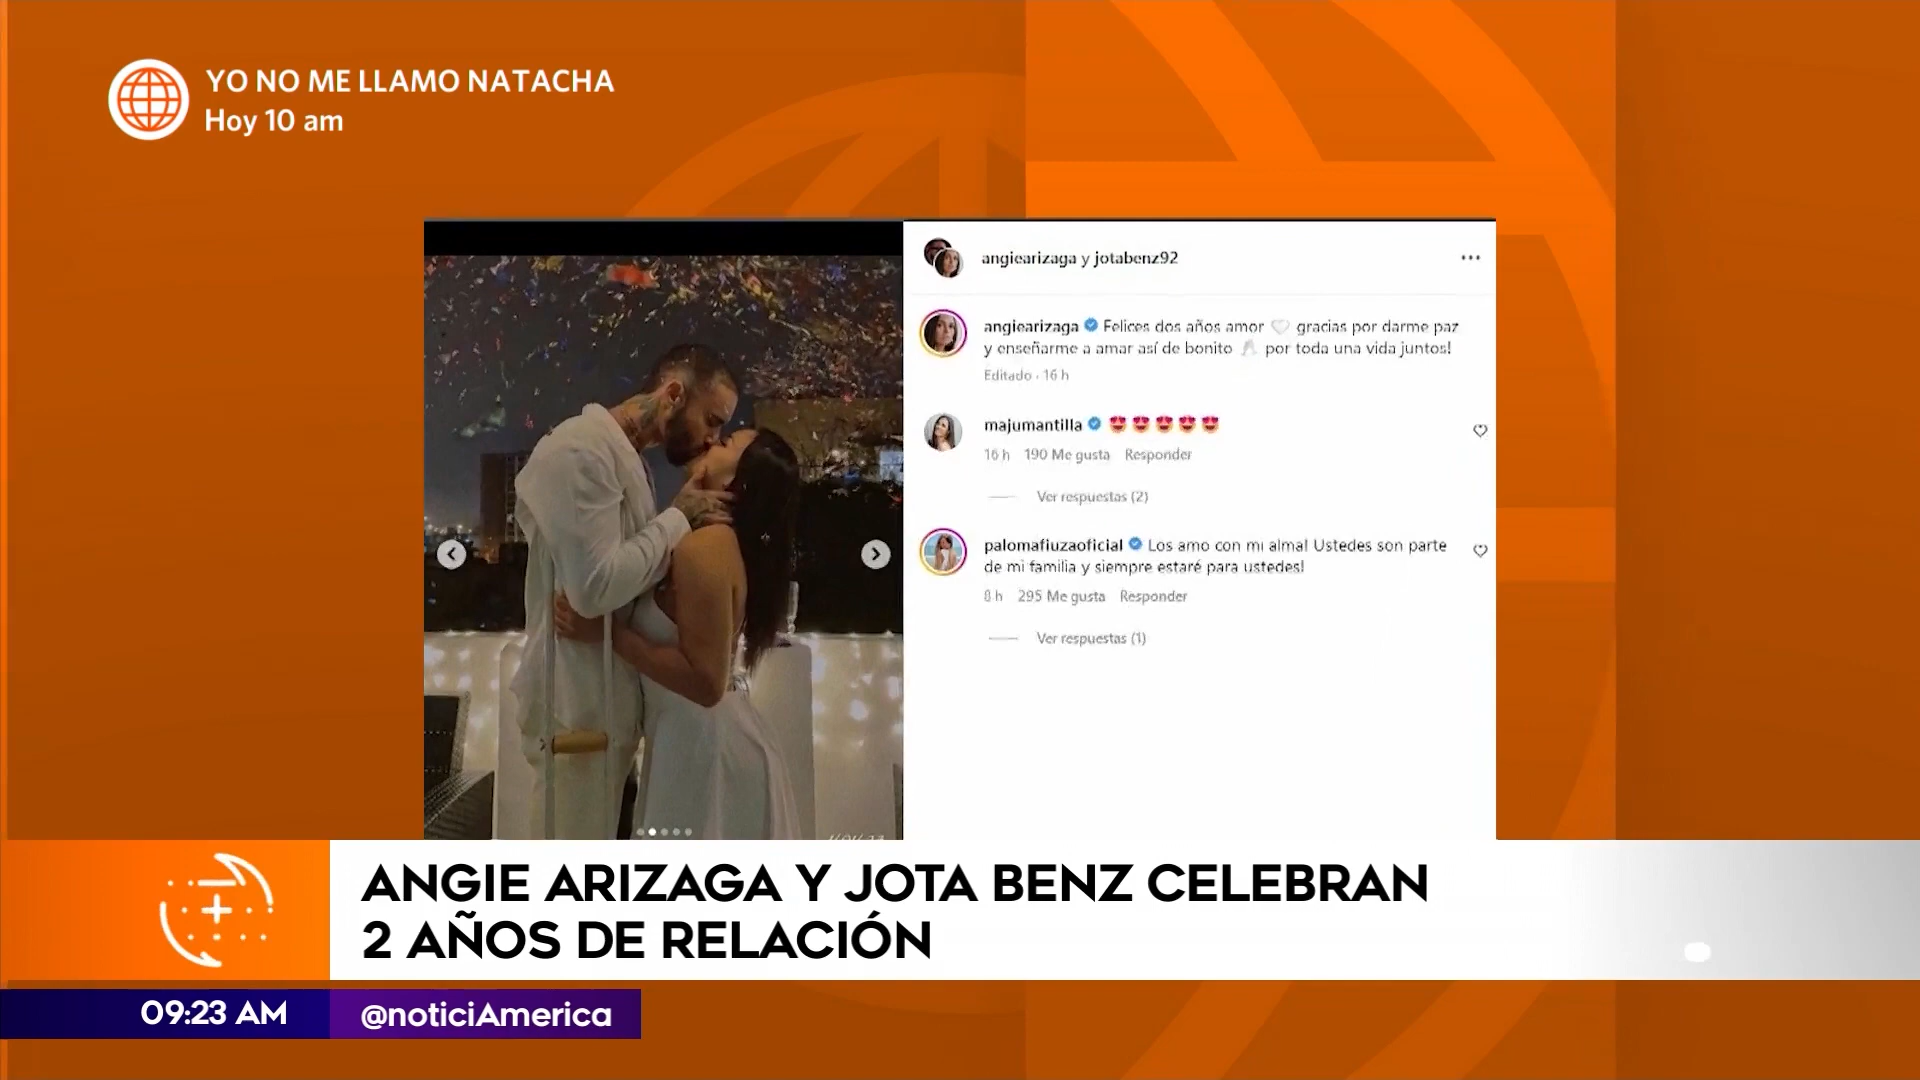 YO NO ME LLAMO NATACHA
Hoy 10 am
angiearizaga y jotabenz92
angiearizaga Felices dos años amor 🤍 gracias por darme paz
y enseñarme a amar así de bonito 🥂 por toda una vida juntos!
Editado · 16 h
majumantilla 😍😍😍😍😍
16 h 190 Me gusta Responder
Ver respuestas (2)
palomafiuzaoficial Los amo con mi alma! Ustedes son parte
de mi familia y siempre estaré para ustedes!
8 h 295 Me gusta Responder
Ver respuestas (1)
ANGIE ARIZAGA Y JOTA BENZ CELEBRAN
2 AÑOS DE RELACIÓN
09:23 AM
@noticiAmerica